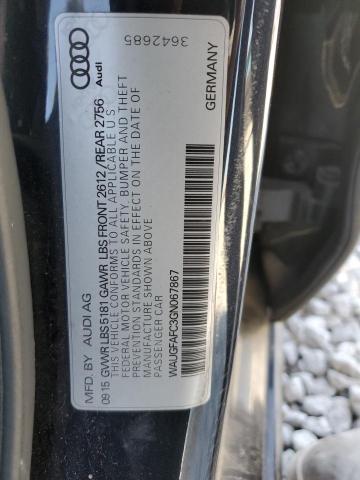 Audi
3642685
MFD. BY AUDI AG GERMANY
09 15 GVWR LBS 5181 GAWR LBS FRONT 2612 / REAR 2756
THIS VEHICLE CONFORMS TO ALL APPLICABLE U S
FEDERAL MOTOR VEHICLE SAFETY, BUMPER AND THEFT
PREVENTION STANDARDS IN EFFECT ON THE DATE OF
MANUFACTURE SHOWN ABOVE
PASSENGER CAR
WAUGFAFC3GN067867